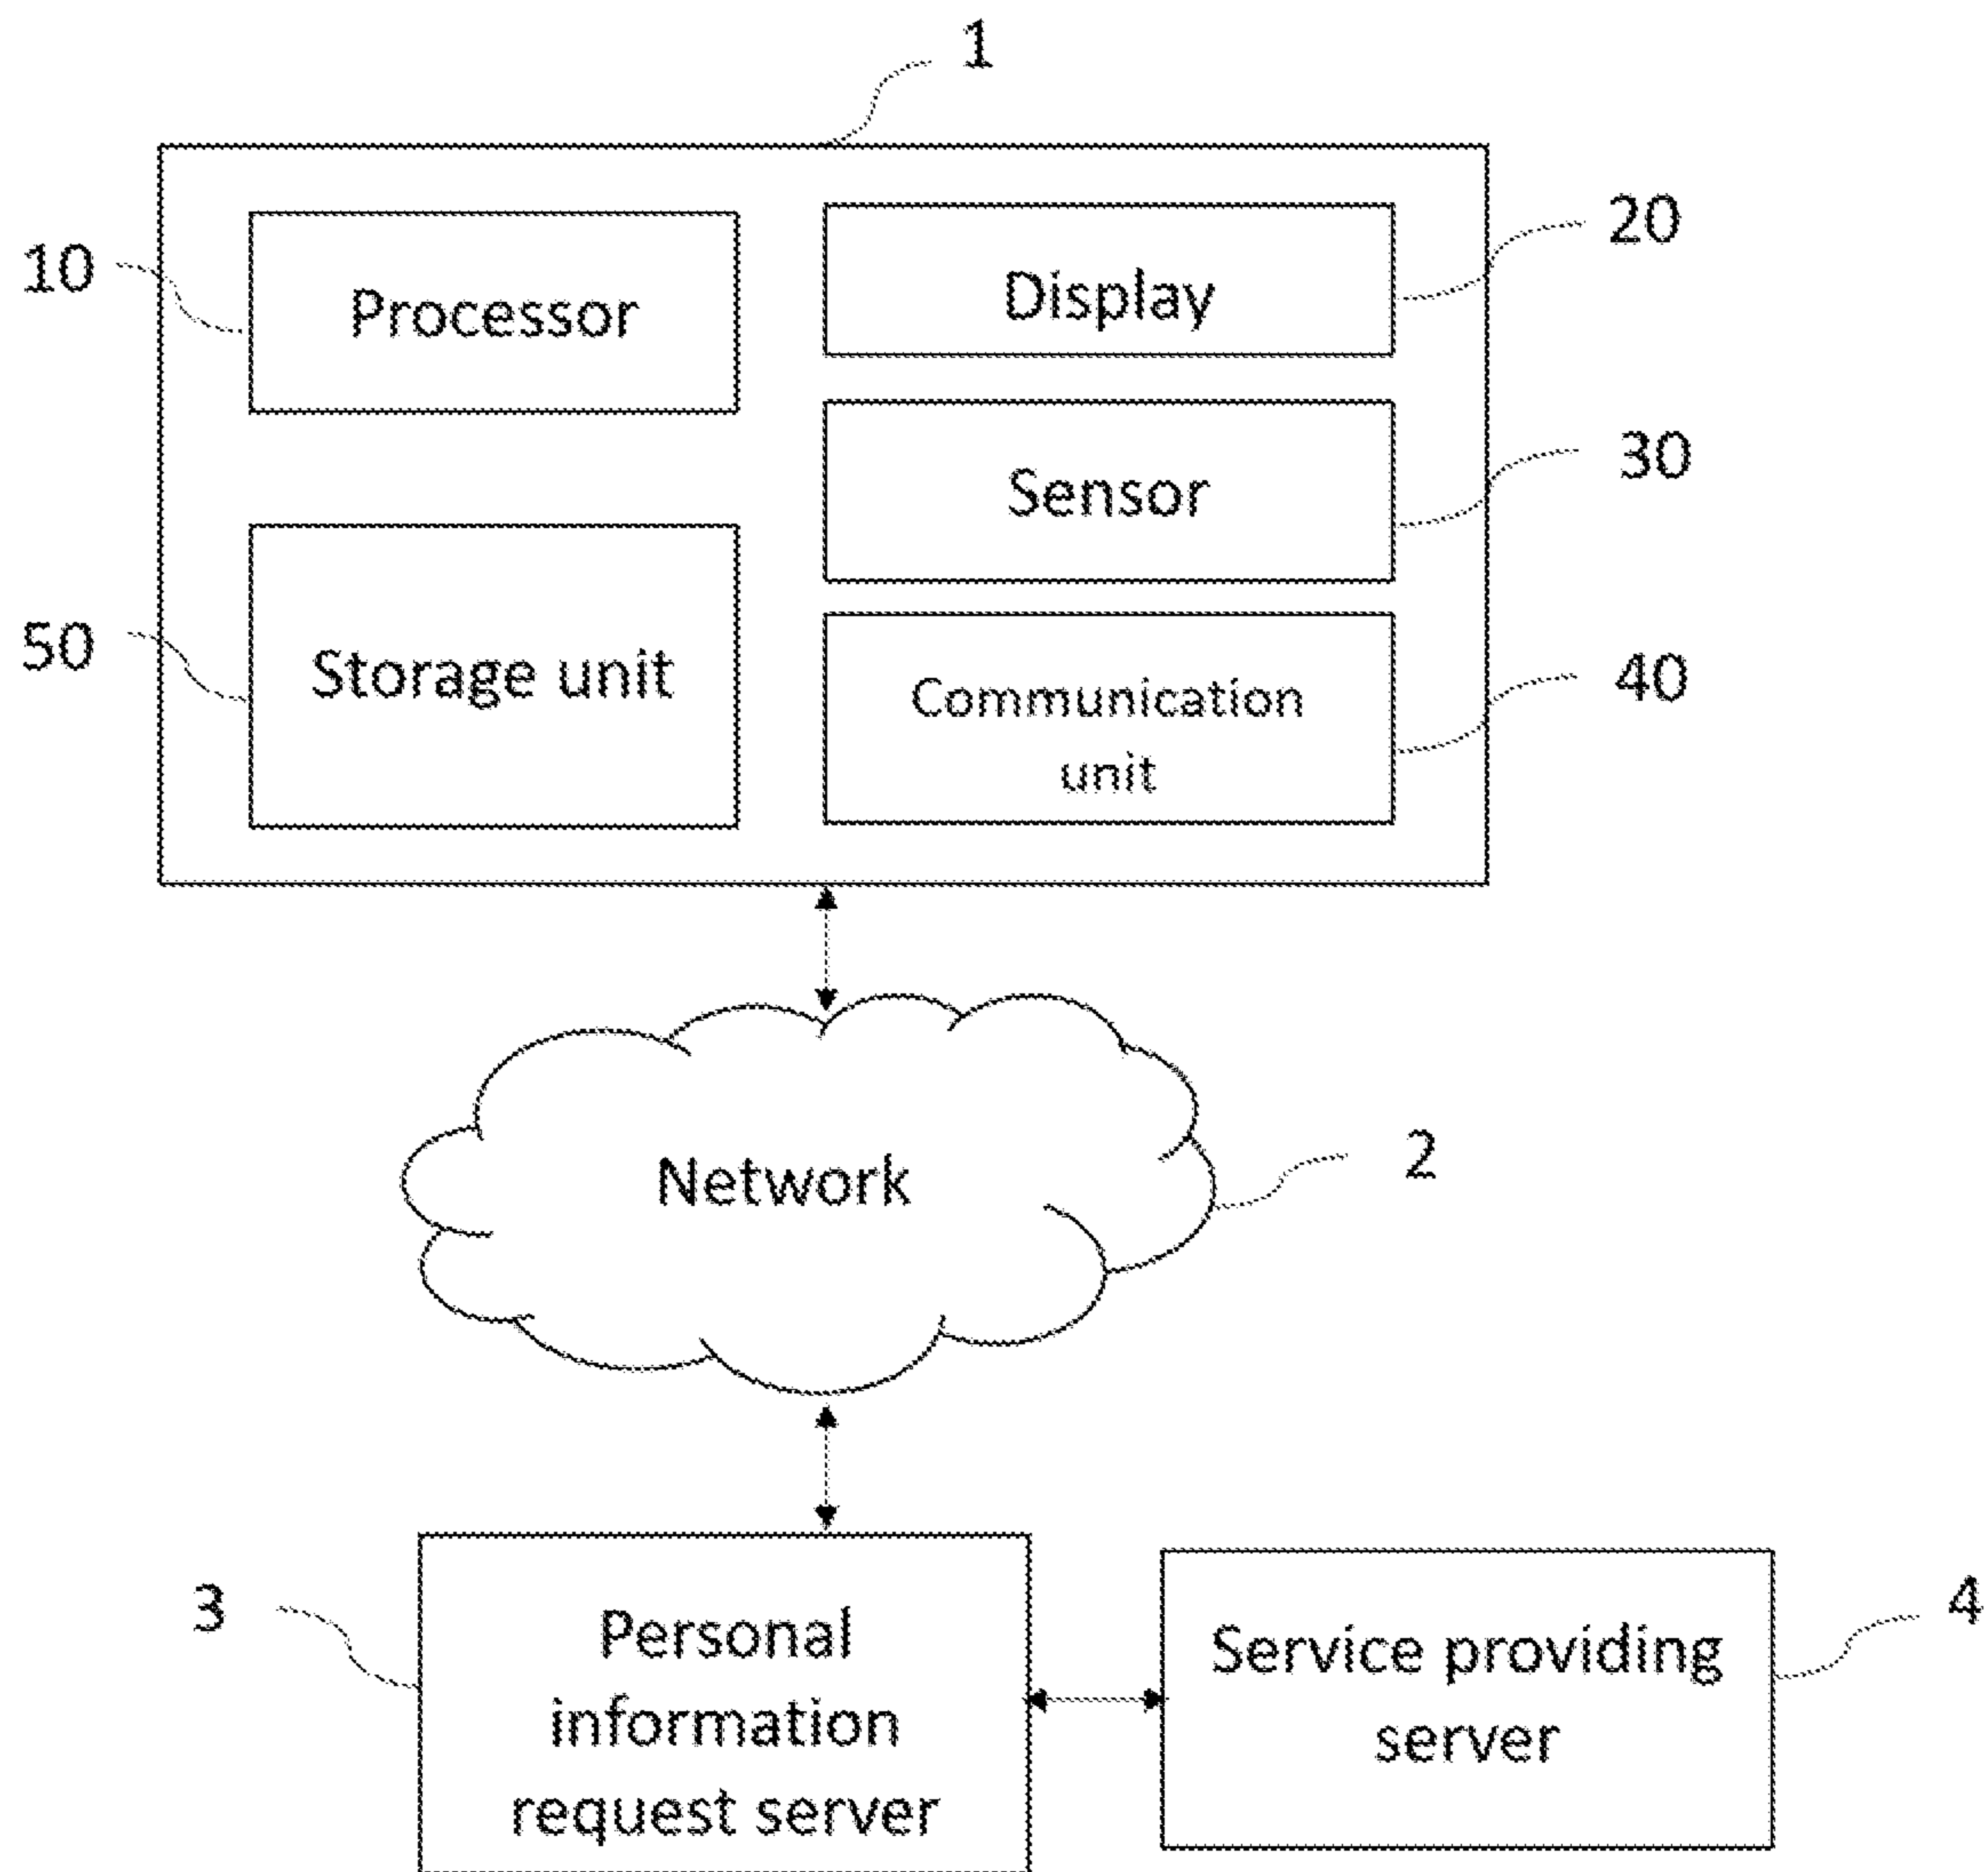 1
10
Processor
Display
20
Sensor
30
50
Storage unit
Communication
unit
40
Network
2
3
Personal
information
request server
Service providing
server
4